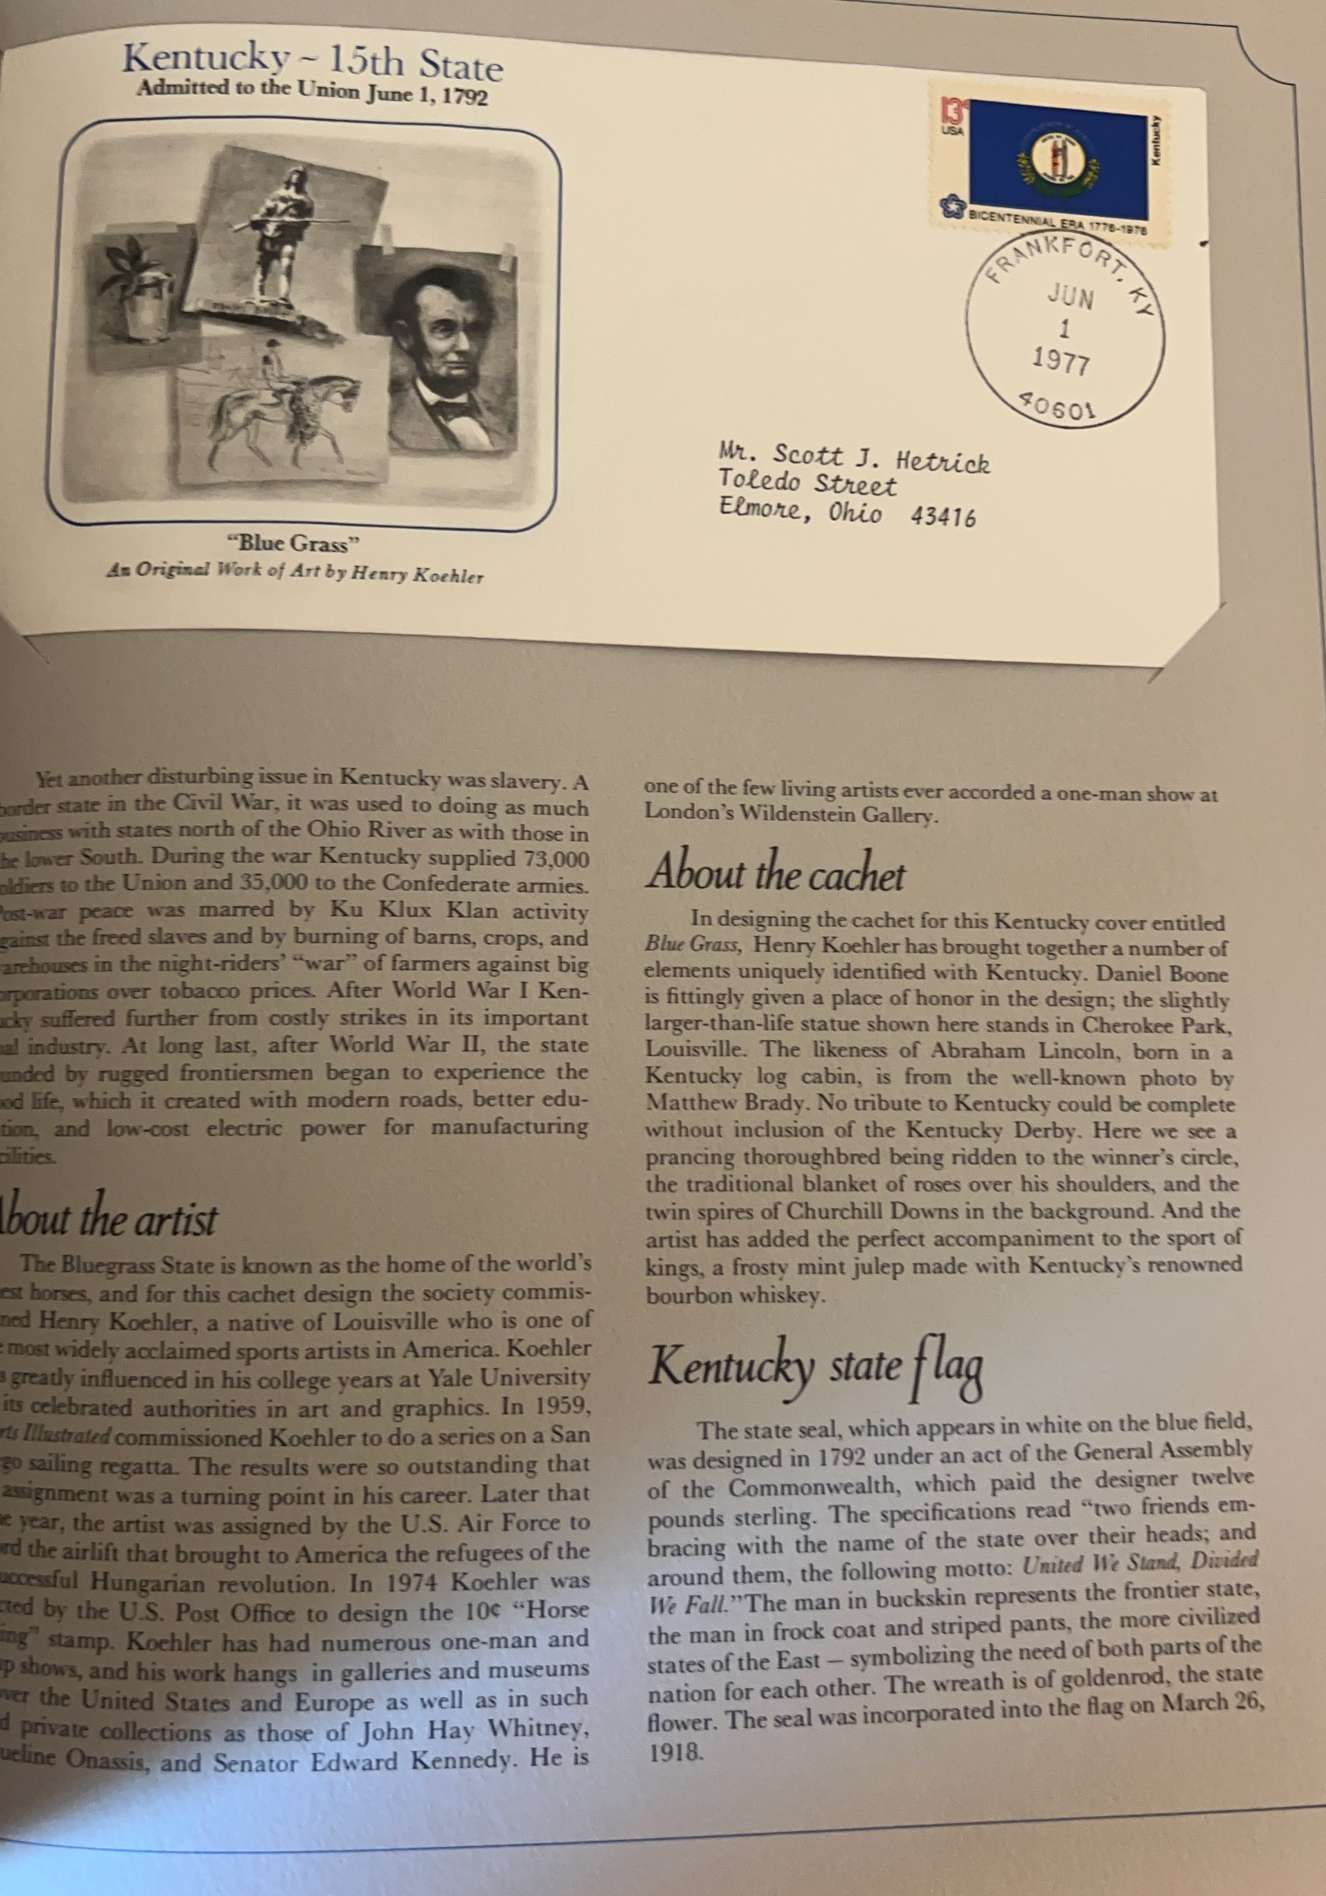 Kentucky ~ 15th State
Admitted to the Union June 1, 1792
13c
USA
Kentucky
BICENTENNIAL ERA 1776-1976
FRANKFORT, KY
JUN
1
1977
40601
Mr. Scott J. Hetrick
Toledo Street
Elmore, Ohio 43416
“Blue Grass”
An Original Work of Art by Henry Koehler
Yet another disturbing issue in Kentucky was slavery. A
border state in the Civil War, it was used to doing as much
business with states north of the Ohio River as with those in
he lower South. During the war Kentucky supplied 73,000
oldiers to the Union and 35,000 to the Confederate armies.
Post-war peace was marred by Ku Klux Klan activity
gainst the freed slaves and by burning of barns, crops, and
arehouses in the night-riders’ “war” of farmers against big
orporations over tobacco prices. After World War I Ken-
ucky suffered further from costly strikes in its important
oal industry. At long last, after World War II, the state
unded by rugged frontiersmen began to experience the
ood life, which it created with modern roads, better edu-
tion, and low-cost electric power for manufacturing
cilities.
About the artist
The Bluegrass State is known as the home of the world’s
est horses, and for this cachet design the society commis-
ned Henry Koehler, a native of Louisville who is one of
most widely acclaimed sports artists in America. Koehler
s greatly influenced in his college years at Yale University
its celebrated authorities in art and graphics. In 1959,
rts Illustrated commissioned Koehler to do a series on a San
go sailing regatta. The results were so outstanding that
assignment was a turning point in his career. Later that
e year, the artist was assigned by the U.S. Air Force to
rd the airlift that brought to America the refugees of the
uccessful Hungarian revolution. In 1974 Koehler was
cted by the U.S. Post Office to design the 10¢ “Horse
ing” stamp. Koehler has had numerous one-man and
p shows, and his work hangs in galleries and museums
ver the United States and Europe as well as in such
d private collections as those of John Hay Whitney,
ueline Onassis, and Senator Edward Kennedy. He is
one of the few living artists ever accorded a one-man show at
London’s Wildenstein Gallery.
About the cachet
In designing the cachet for this Kentucky cover entitled
Blue Grass, Henry Koehler has brought together a number of
elements uniquely identified with Kentucky. Daniel Boone
is fittingly given a place of honor in the design; the slightly
larger-than-life statue shown here stands in Cherokee Park,
Louisville. The likeness of Abraham Lincoln, born in a
Kentucky log cabin, is from the well-known photo by
Matthew Brady. No tribute to Kentucky could be complete
without inclusion of the Kentucky Derby. Here we see a
prancing thoroughbred being ridden to the winner’s circle,
the traditional blanket of roses over his shoulders, and the
twin spires of Churchill Downs in the background. And the
artist has added the perfect accompaniment to the sport of
kings, a frosty mint julep made with Kentucky’s renowned
bourbon whiskey.
Kentucky state flag
The state seal, which appears in white on the blue field,
was designed in 1792 under an act of the General Assembly
of the Commonwealth, which paid the designer twelve
pounds sterling. The specifications read “two friends em-
bracing with the name of the state over their heads; and
around them, the following motto: United We Stand, Divided
We Fall.” The man in buckskin represents the frontier state,
the man in frock coat and striped pants, the more civilized
states of the East — symbolizing the need of both parts of the
nation for each other. The wreath is of goldenrod, the state
flower. The seal was incorporated into the flag on March 26,
1918.